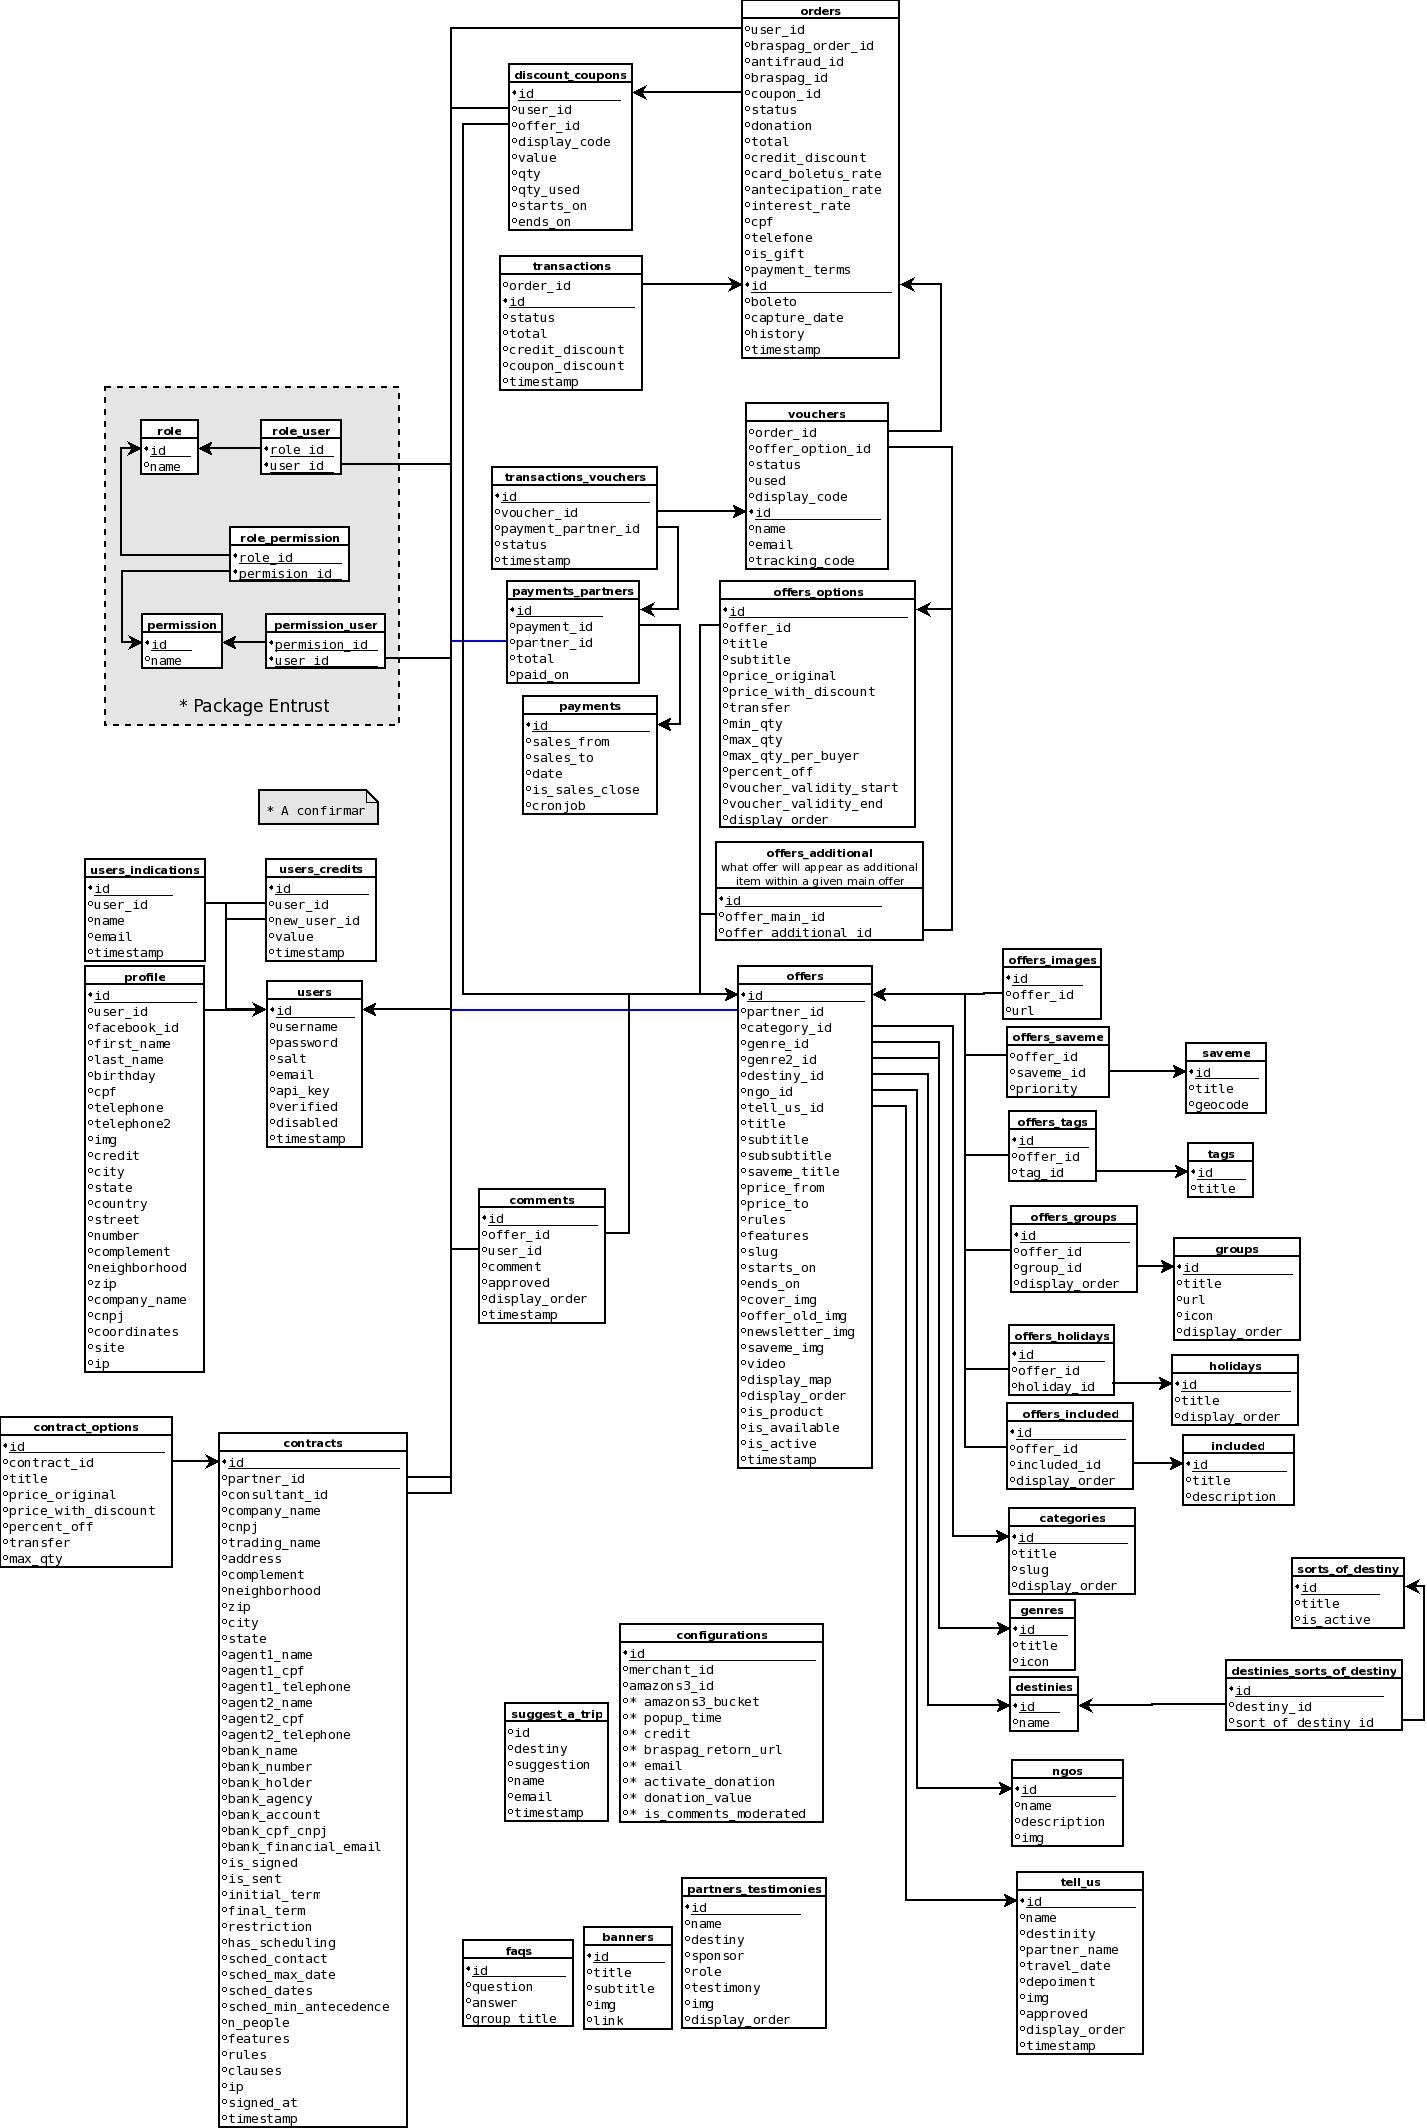 orders
user_id
braspag_order_id
antifraud_id
braspag_id
coupon_id
status
donation
total
credit_discount
card_boletus_rate
antecipation_rate
interest_rate
cpf
telefone
is_gift
payment_terms
id
boleto
capture_date
history
timestamp
discount_coupons
id
user_id
offer_id
display_code
value
qty
qty_used
starts_on
ends_on
transactions
order_id
id
status
total
credit_discount
coupon_discount
timestamp
role
id
name
role_user
role_id
user_id
role_permission
role_id
permision_id
permission
id
name
permission_user
permision_id
user_id
* Package Entrust
vouchers
order_id
offer_option_id
status
used
display_code
id
name
email
tracking_code
transactions_vouchers
id
voucher_id
payment_partner_id
status
timestamp
payments_partners
id
payment_id
partner_id
total
paid_on
payments
id
sales_from
sales_to
date
is_sales_close
cronjob
offers_options
id
offer_id
title
subtitle
price_original
price_with_discount
transfer
min_qty
max_qty
max_qty_per_buyer
percent_off
voucher_validity_start
voucher_validity_end
display_order
* A confirmar
offers_additional
what offer will appear as additional
item within a given main offer
id
offer_main_id
offer_additional_id
users_indications
id
user_id
name
email
timestamp
users_credits
id
user_id
new_user_id
value
timestamp
profile
id
user_id
facebook_id
first_name
last_name
birthday
cpf
telephone
telephone2
img
credit
city
state
country
street
number
complement
neighborhood
zip
company_name
cnpj
coordinates
site
ip
users
id
username
password
salt
email
api_key
verified
disabled
timestamp
offers
id
partner_id
category_id
genre_id
genre2_id
destiny_id
ngo_id
tell_us_id
title
subtitle
subsubtitle
saveme_title
price_from
price_to
rules
features
slug
starts_on
ends_on
cover_img
offer_old_img
newsletter_img
saveme_img
video
display_map
display_order
is_product
is_available
is_active
timestamp
offers_images
id
offer_id
url
offers_saveme
offer_id
saveme_id
priority
saveme
id
title
geocode
offers_tags
id
offer_id
tag_id
tags
id
title
comments
id
offer_id
user_id
comment
approved
display_order
timestamp
offers_groups
id
offer_id
group_id
display_order
groups
id
title
url
icon
display_order
offers_holidays
id
offer_id
holiday_id
holidays
id
title
display_order
offers_included
id
offer_id
included_id
display_order
included
id
title
description
contract_options
id
contract_id
title
price_original
price_with_discount
percent_off
transfer
max_qty
contracts
id
partner_id
consultant_id
company_name
cnpj
trading_name
address
complement
neighborhood
zip
city
state
agent1_name
agent1_cpf
agent1_telephone
agent2_name
agent2_cpf
agent2_telephone
bank_name
bank_number
bank_holder
bank_agency
bank_account
bank_cpf_cnpj
bank_financial_email
is_signed
is_sent
initial_term
final_term
restriction
has_scheduling
sched_contact
sched_max_date
sched_dates
sched_min_antecedence
n_people
features
rules
clauses
ip
signed_at
timestamp
categories
id
title
slug
display_order
sorts_of_destiny
id
title
is_active
genres
id
title
icon
destinies_sorts_of_destiny
id
destiny_id
sort_of_destiny_id
destinies
id
name
configurations
id
merchant_id
amazons3_id
* amazons3_bucket
* popup_time
* credit
* braspag_retorn_url
* email
* activate_donation
* donation_value
* is_comments_moderated
suggest_a_trip
id
destiny
suggestion
name
email
timestamp
ngos
id
name
description
img
partners_testimonies
id
name
destiny
sponsor
role
testimony
img
display_order
tell_us
id
name
destinity
partner_name
travel_date
depoiment
img
approved
display_order
timestamp
banners
id
title
subtitle
img
link
faqs
id
question
answer
group_title